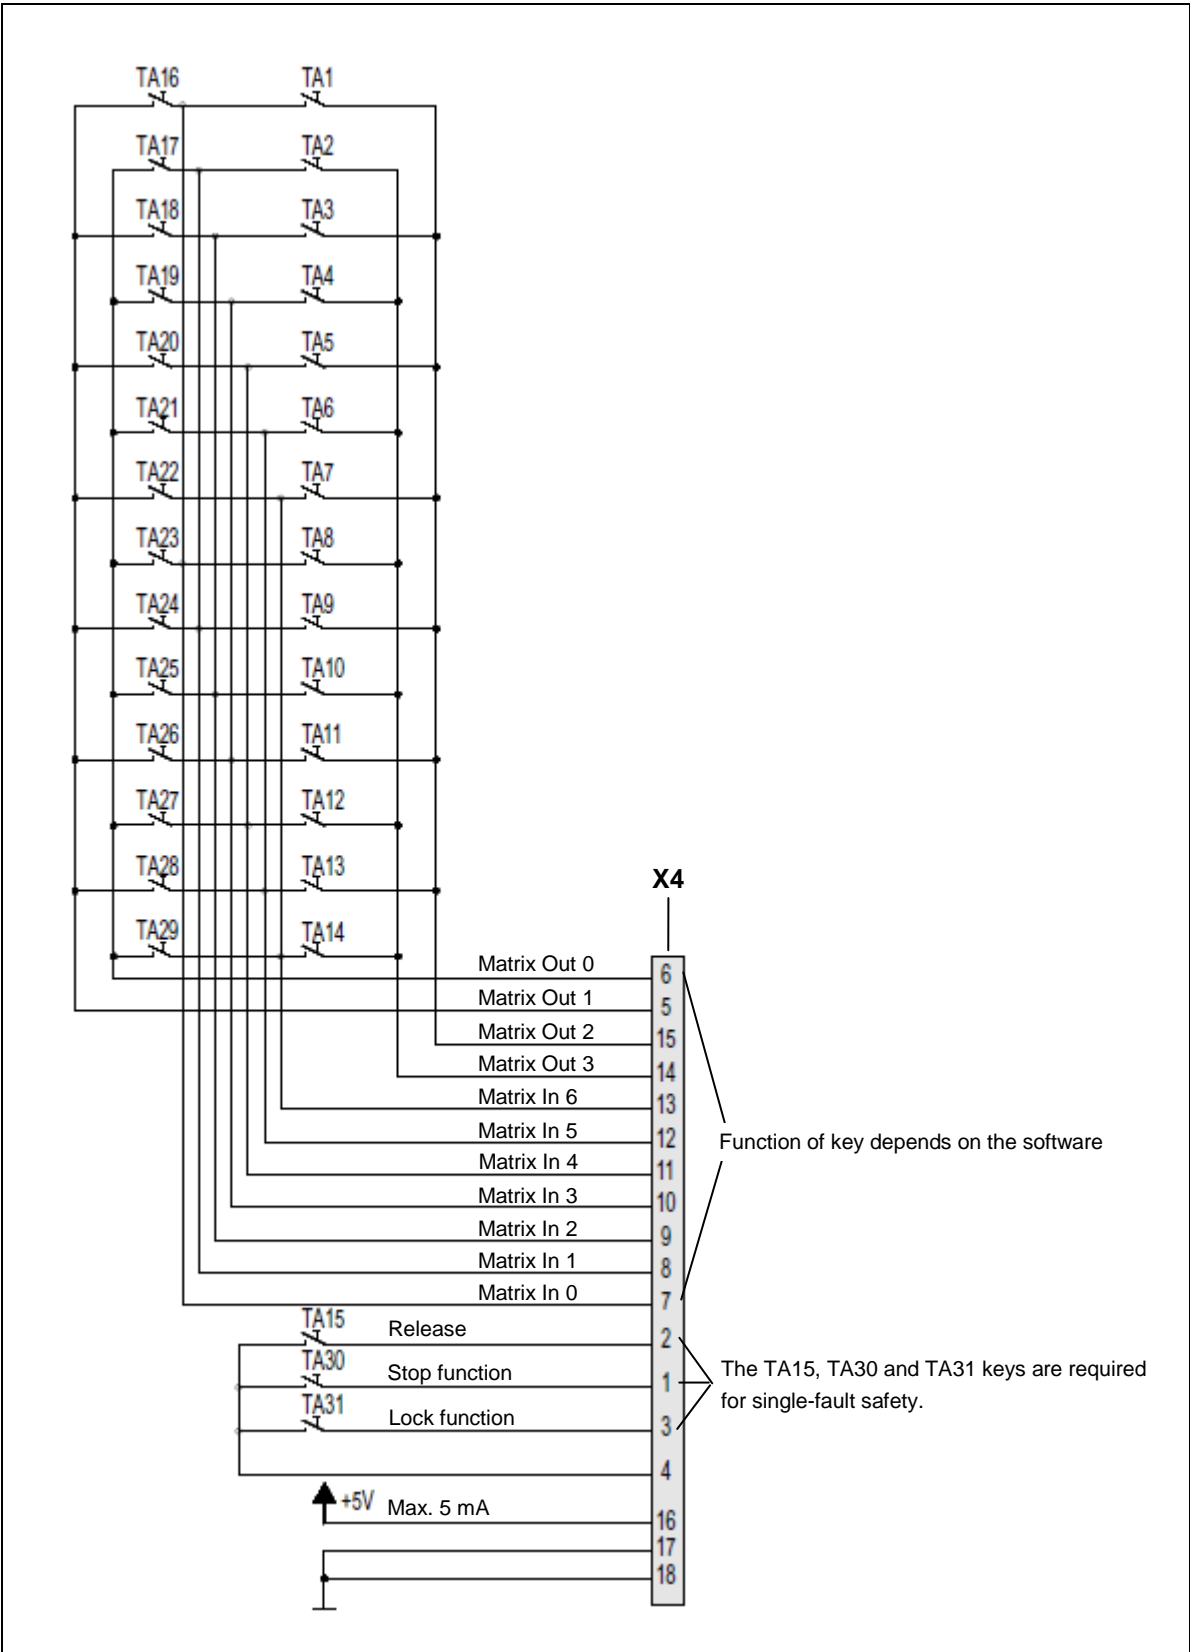 TA16 TA1
TA17 TA2
TA18 TA3
TA19 TA4
TA20 TA5
TA21 TA6
TA22 TA7
TA23 TA8
TA24 TA9
TA25 TA10
TA26 TA11
TA27 TA12
TA28 TA13
X4
TA29 TA14
Matrix Out 0 6
Matrix Out 1 5
Matrix Out 2 15
Matrix Out 3 14
Matrix In 6 13
Matrix In 5 12
Function of key depends on the software
Matrix In 4 11
Matrix In 3 10
Matrix In 2 9
Matrix In 1 8
Matrix In 0 7
TA15 Release 2
TA30 Stop function 1
TA31 Lock function 3
The TA15, TA30 and TA31 keys are required
for single-fault safety.
4
+5V Max. 5 mA 16
17
18